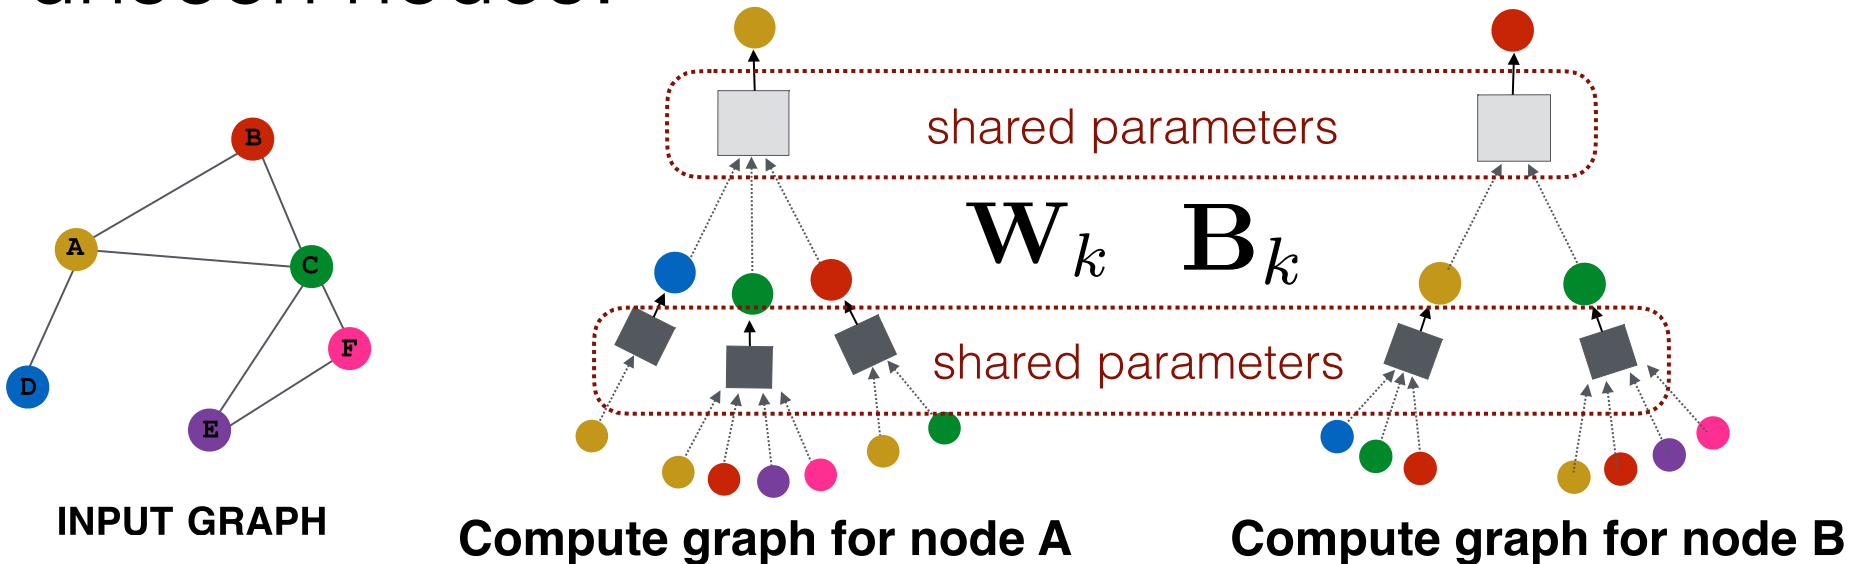 shared parameters
B
A
C
W_k B_k
F
shared parameters
D
E
INPUT GRAPH
Compute graph for node A
Compute graph for node B